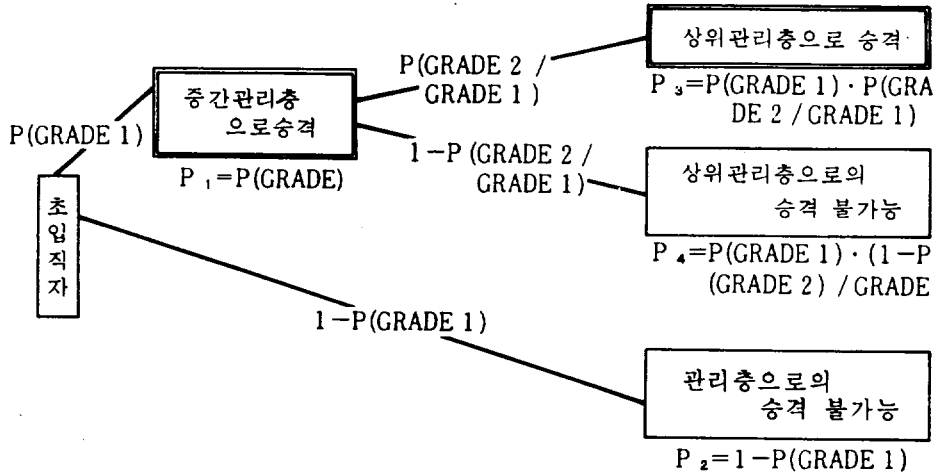 상위관리층으로 승격
P(GRADE 2 /
GRADE 1)
P ₃=P(GRADE 1) · P(GRA
DE 2 / GRADE 1)
중간관리층
으로승격
P(GRADE 1)
1-P (GRADE 2 /
GRADE 1)
P ₁=P(GRADE)
상위관리층으로의
승격 불가능
P ₄=P(GRADE 1) · (1-P
(GRADE 2) / GRADE
초
입
직
자
1-P(GRADE 1)
관리층으로의
승격 불가능
P ₂=1-P(GRADE 1)